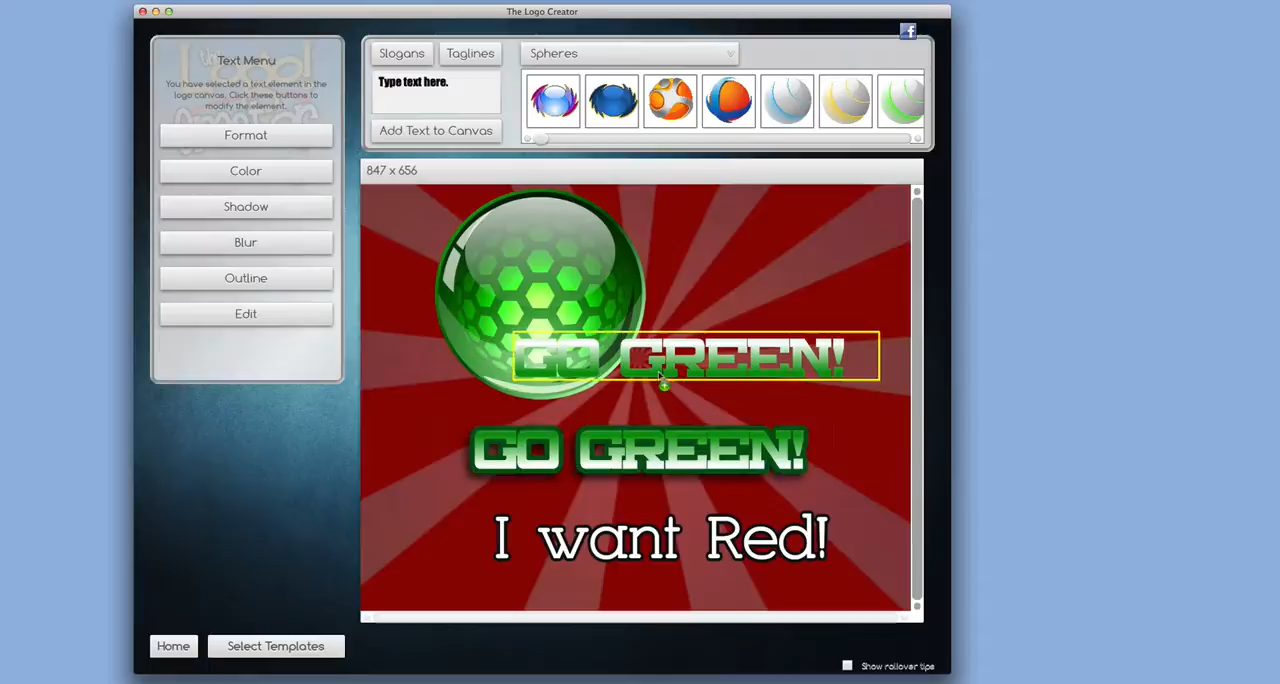 The Logo Creator
Text Menu
You have selected a text element in the
logo canvas. Click these buttons to
modify the element.
Format
Color
Shadow
Blur
Outline
Edit
Slogans
Taglines
Spheres
Type text here.
Add Text to Canvas
847 x 656
GO GREEN!
GO GREEN!
I want Red!
Home
Select Templates
Show rollover tips